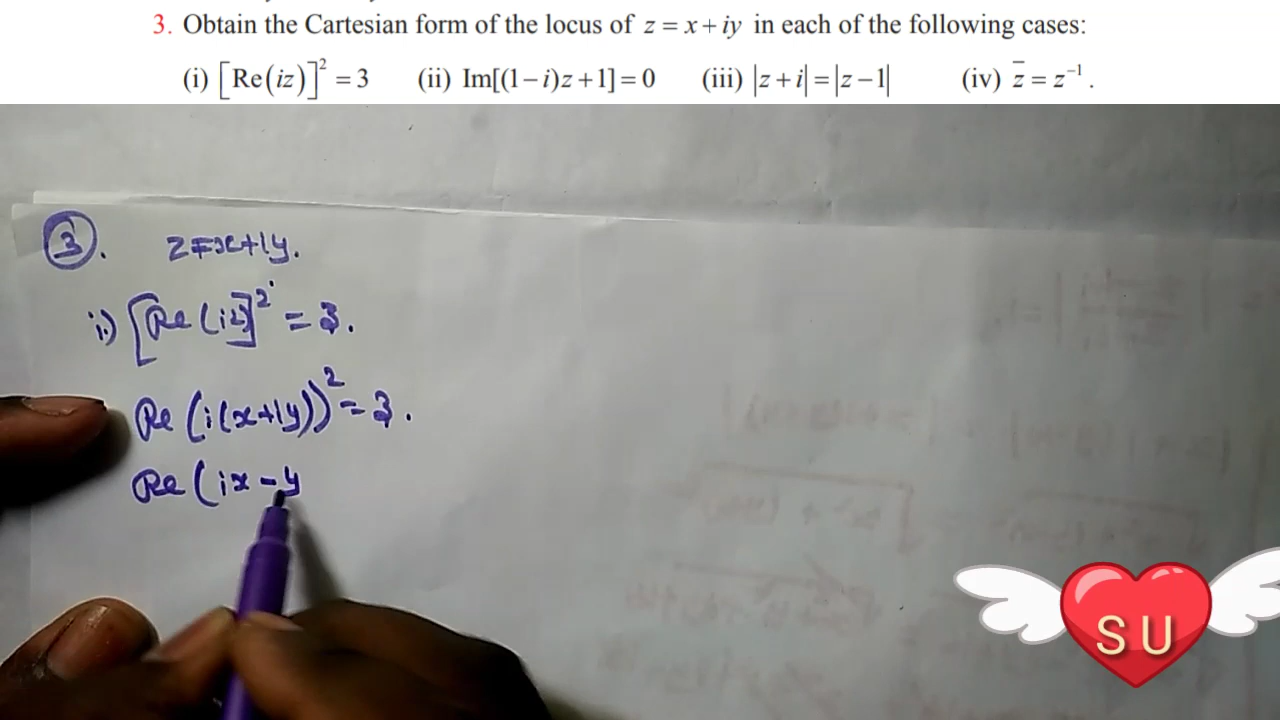 3. Obtain the Cartesian form of the locus of z = x + iy in each of the following cases:
(i) [Re(iz)]² = 3 (ii) Im[(1 − i)z + 1] = 0 (iii) |z + i| = |z − 1| (iv) z̅ = z⁻¹.
3. z = x+iy.
i) [Re(iz]² = 3.
Re (i(x+iy))² = 3.
Re (ix − y
S U